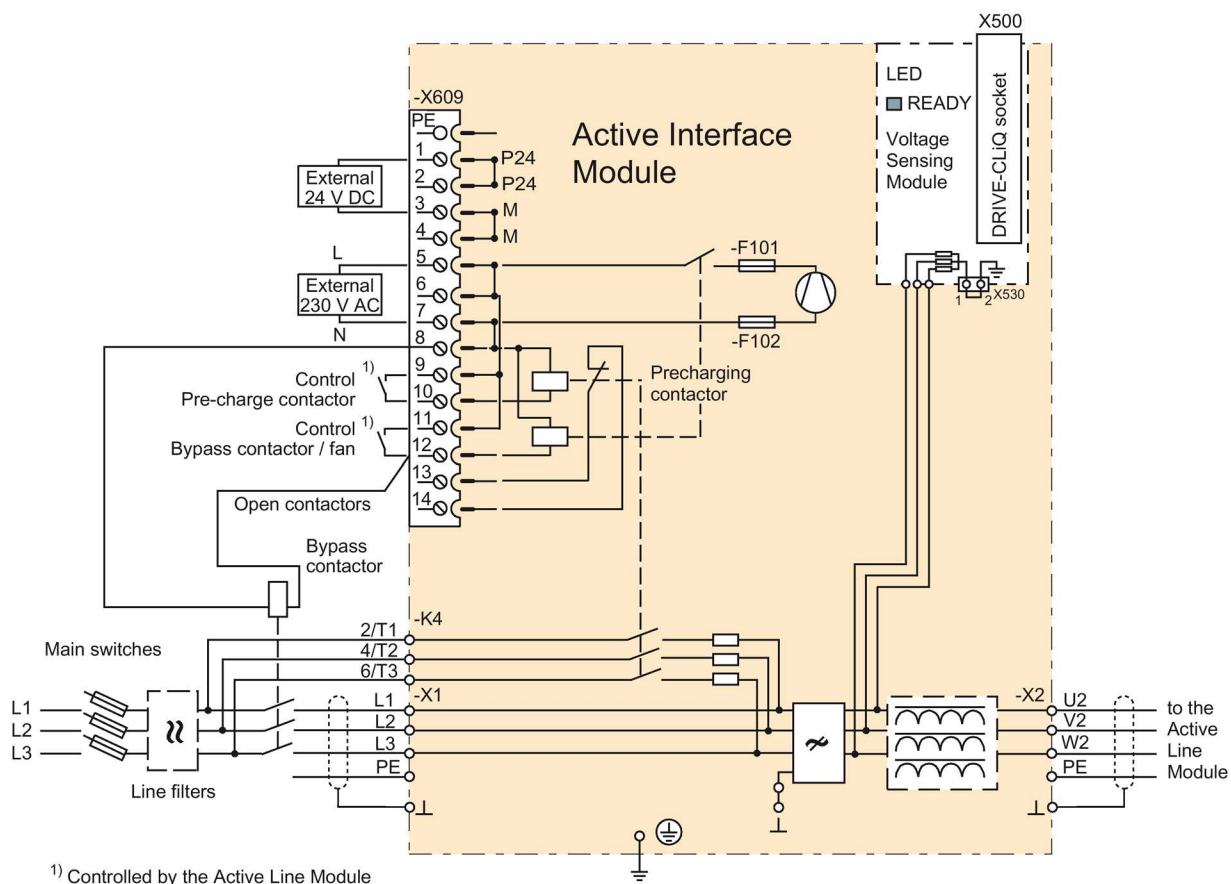 X500
LED
READY
Voltage
Sensing
Module
DRIVE-CLiQ socket
-X609
Active Interface
Module
PE
1
P24
External
24 V DC
2
P24
3
M
4
M
L
5
-F101
External
230 V AC
6
1
2
X530
7
N
-F102
8
Control
Pre-charge contactor
1)
9
10
Precharging
contactor
Control
Bypass contactor / fan
1)
11
12
13
Open contactors
14
Bypass
contactor
-K4
2/T1
Main switches
4/T2
6/T3
-X1
-X2
L1
L1
U2
to the
L2
L2
V2
Active
L3
L3
W2
Line
PE
PE
Module
Line filters
1) Controlled by the Active Line Module